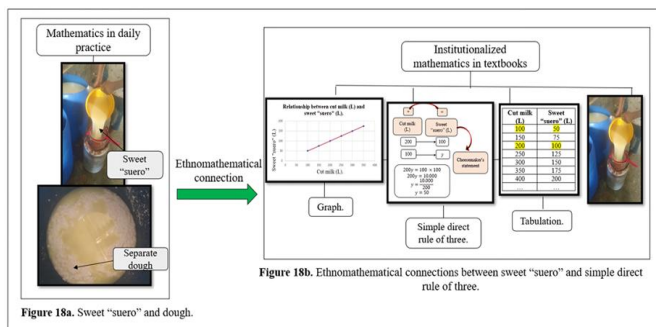 Mathematics in daily
practice
Sweet
"suero"
Separate
dough
Figure 18a. Sweet "suero" and dough.
Ethnomathematical
connection
Institutionalized
mathematics in
textbooks
Relationship between cut milk (L) and
sweet "suero" (L).
Sweet "suero" (L)
Cut milk (L)
Graph.
Cut milk
(L)
Sweet
"suero" (L)
200
100
100
y
Cheesemaker's
statement
200y = 100 × 100
200y = 10.000
y = 10.000
200
y = 50
Simple direct
rule of three.
Cut milk (L) Sweet "suero" (L)
100 50
150 75
200 100
250 125
300 150
350 175
400 200
... ...
Tabulation.
Figure 18b. Ethnomathematical connections between sweet "suero" and simple direct
rule of three.